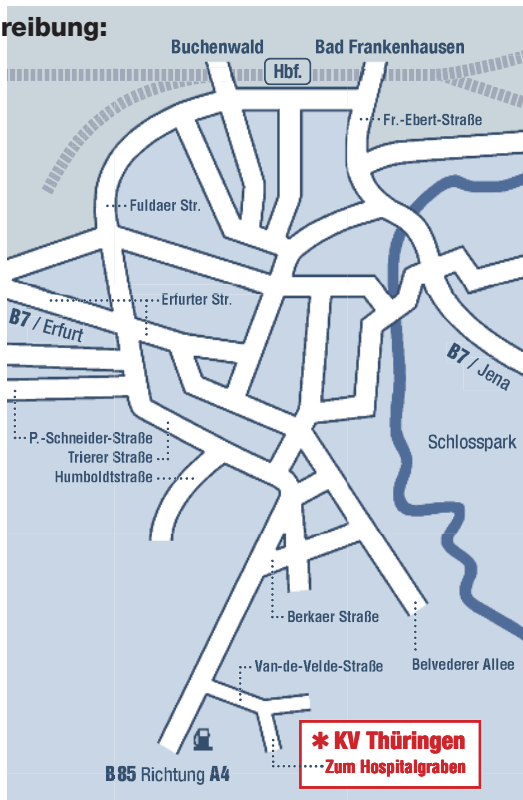 reibung:
Buchenwald
Bad Frankenhausen
Hbf.
Fr.-Ebert-Straße
Fuldaer Str.
Erfurter Str.
B7 / Erfurt
B7 / Jena
P.-Schneider-Straße
Trierer Straße
Humboldtstraße
Schlosspark
Berkaer Straße
Van-de-Velde-Straße
Belvederer Allee
* KV Thüringen
Zum Hospitalgraben
B 85 Richtung A4